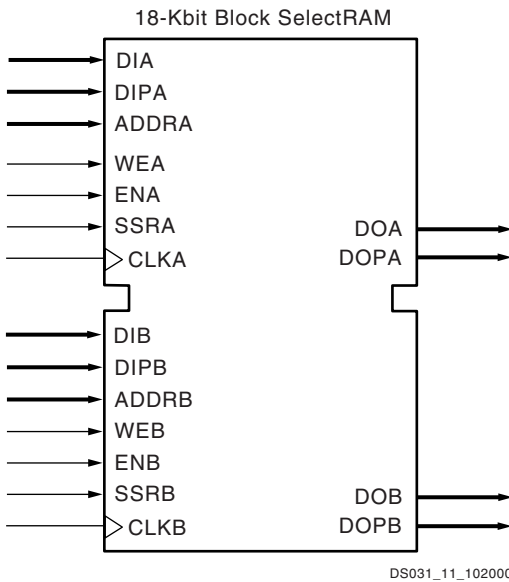 18-Kbit Block SelectRAM
DIA
DIPA
ADDRA
WEA
ENA
SSRA
CLKA
DOA
DOPA
DIB
DIPB
ADDRB
WEB
ENB
SSRB
CLKB
DOB
DOPB
DS031_11_102000